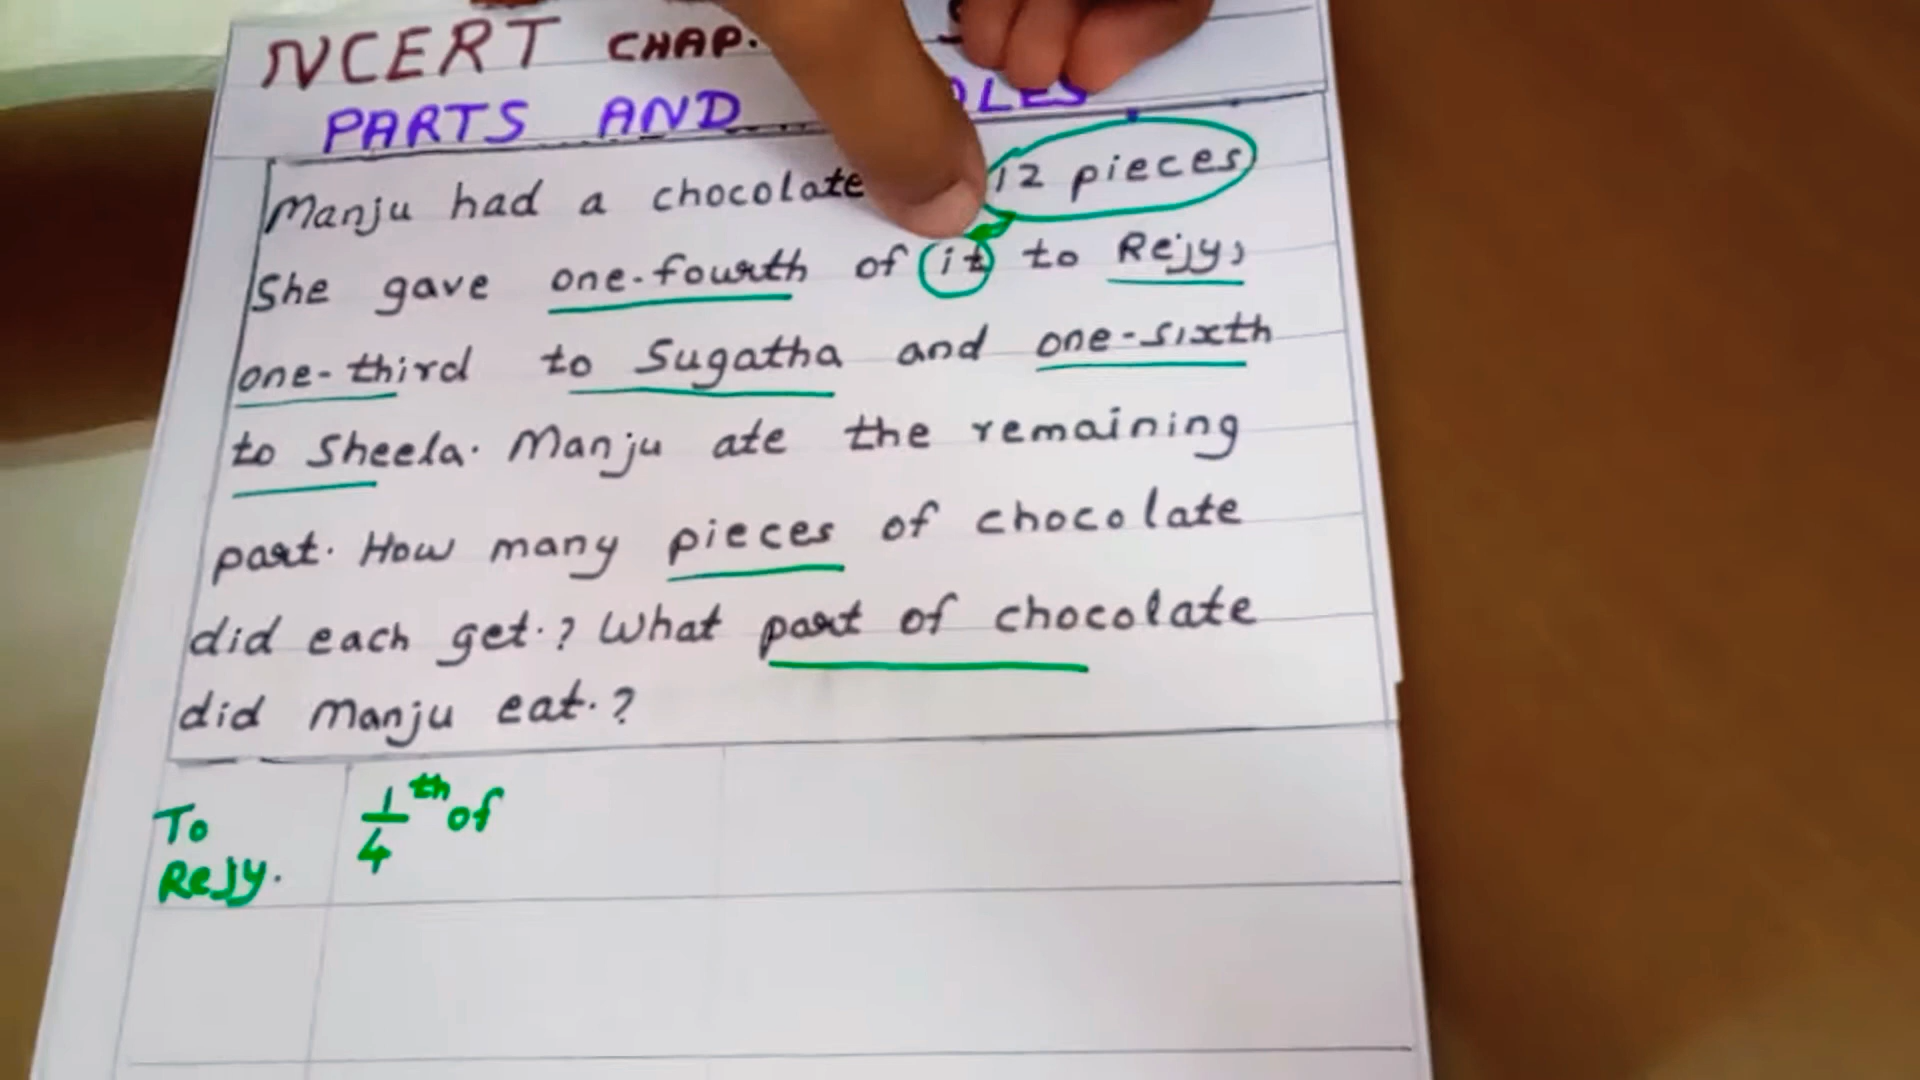 NCERT CHAP.
PARTS AND
Manju had a chocolate 12 pieces
She gave one-fourth of it to Rejy,
one-third to Sugatha and one-sixth
to Sheela. Manju ate the remaining
part. How many pieces of chocolate
did each get.? What part of chocolate
did Manju eat.?
To
Rejy.
1/4 th of